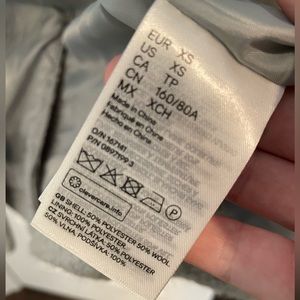 EUR XS
US XS
CA TP
CN 160/80A
MX XCH
Made in China
Fabriqué en Chine
Hecho en China
O/N 167141
P/N 0897199 3
clevercare.info
GB SHELL: 50% POLYESTER 50% WOOL
LINING: 100% POLYESTER
CZ SVRCHNÍ LÁTKA: 50% POLYESTER
50% VLNA. PODŠÍVKA: 100%